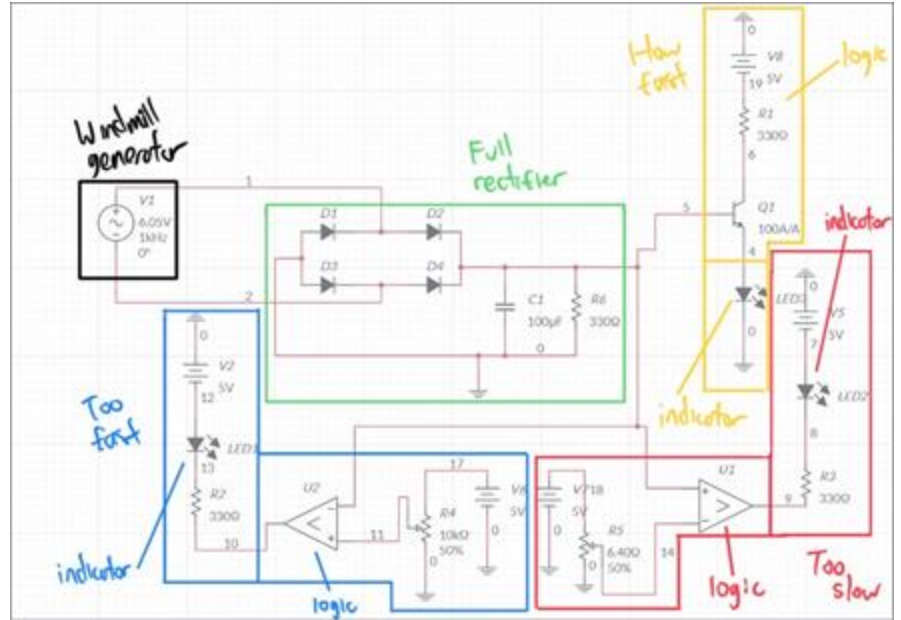 How
fast
logic
0
V8
5V
19
R1
330Ω
6
Windmill
generator
V1
6.05V
1kHz
0°
1
2
Full
rectifier
D1
D2
D3
D4
C1
100μF
R6
330Ω
0
5
Q1
100A/A
4
0
indicator
indicator
0
V5
5V
7
LED2
8
R3
330Ω
9
Too
fast
0
V2
5V
12
LED1
13
R2
330Ω
10
indicator
U2
11
17
R4
10kΩ
50%
0
V6
5V
0
logic
18
5V
0
R5
6.40Ω
50%
0
14
U1
logic
Too
slow